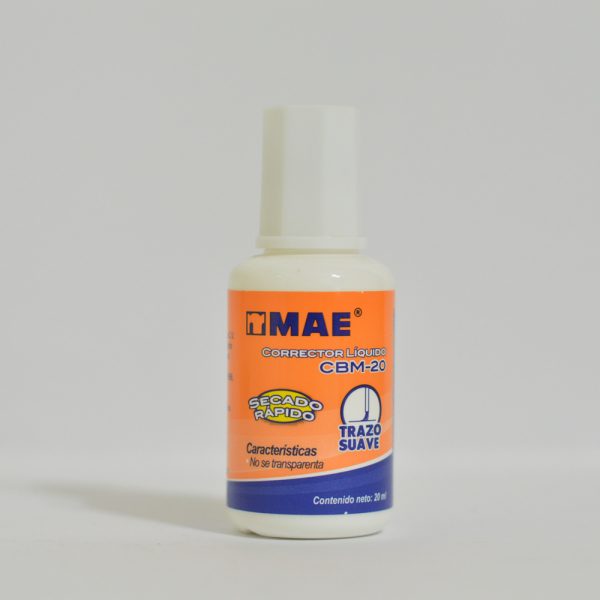 MAE®
CORRECTOR LÍQUIDO
CBM-20
SECADO
RÁPIDO
TRAZO
SUAVE
Características
No se transparenta
Contenido neto: 20 ml